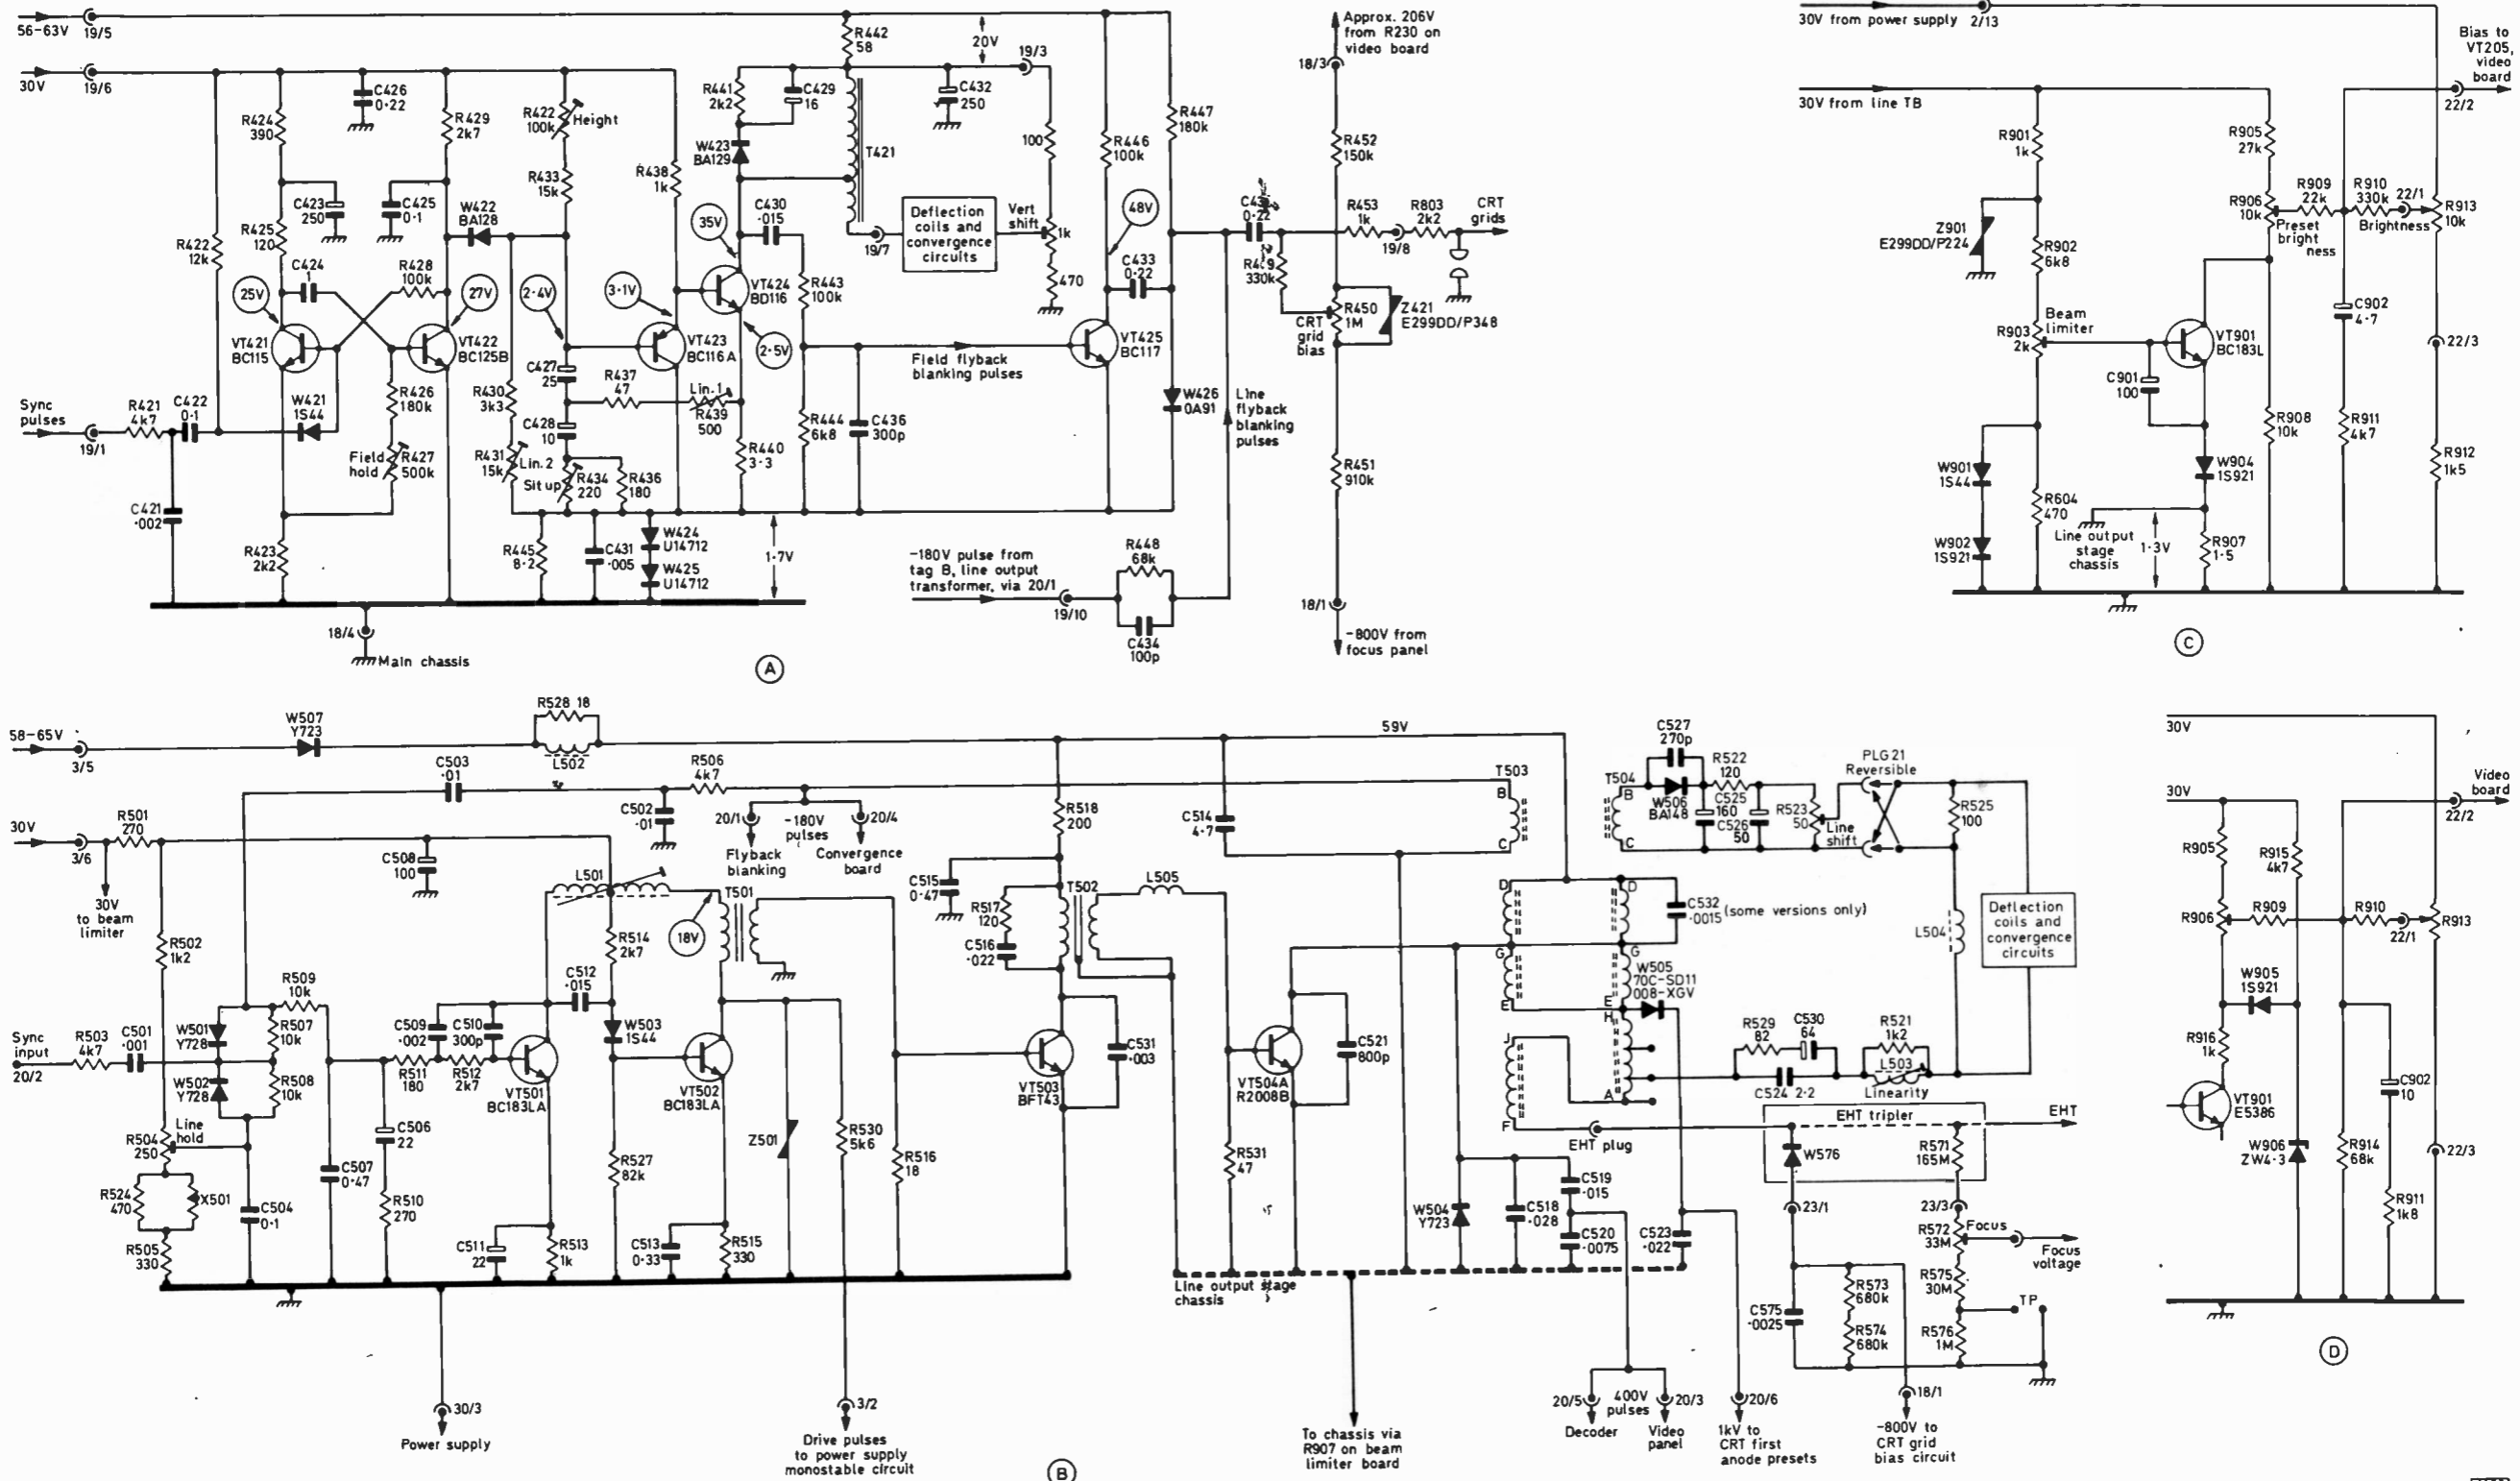 56-63V
19/5
30V
19/6
R424
390
C426
0·22
R429
2k7
R422
100k
Height
R441
2k2
C429
16
R442
58
20V
19/3
C432
250
T421
W423
BA129
R438
1k
R433
15k
C423
250
C425
0·1
W422
BA128
R425
120
R422
12k
C424
1
R428
100k
25V
27V
2·4V
3·1V
35V
C430
·015
19/7
Deflection
coils and
convergence
circuits
Vert
shift
100
1k
470
48V
R446
100k
R447
180k
C433
0·22
VT421
BC115
VT422
BC125B
VT423
BC116A
VT424
BD116
2·5V
R443
100k
Field flyback
blanking pulses
VT425
BC117
Sync
pulses
19/1
R421
4k7
C422
0·1
W421
1S44
R426
180k
Field
hold
R427
500k
R430
3k3
R431
15k
Lin.2
C427
25
C428
10
R437
47
Lin.1
R439
500
Sit up
R434
220
R436
180
R440
3·3
R444
6k8
C436
300p
W426
0A91
Line
flyback
blanking
pulses
C421
·002
R423
2k2
R445
8·2
C431
·005
W424
U14712
W425
U14712
1·7V
18/4
Main chassis
-180V pulse from
tag B, line output
transformer, via 20/1
19/10
R448
68k
C434
100p
A
Approx. 206V
from R230 on
video board
18/3
R452
150k
0·22
330k
R453
1k
19/8
R803
2k2
CRT
grids
CRT
grid
bias
R450
1M
Z421
E299DD/P348
R451
910k
18/1
-800V from
focus panel
30V from power supply 2/13
30V from line TB
Bias to
VT205,
video
board
22/2
R901
1k
Z901
E299DD/P224
R902
6k8
R903
2k
Beam
limiter
R905
27k
R906
10k
Preset
bright
ness
R909
22k
R910
330k
22/1
Brightness
R913
10k
VT901
BC183L
C901
100
C902
4·7
22/3
W901
1S44
W902
1S921
R604
470
Line output
stage
chassis
1·3V
W904
1S921
R907
1·5
R908
10k
R911
4k7
R912
1k5
C
58-65V
3/5
W507
Y723
R528 18
L502
59V
C503
·01
R506
4k7
C502
·01
30V
3/6
R501
270
30V
to beam
limiter
C508
100
20/1
-180V
pulses
20/4
Flyback
blanking
Convergence
board
R518
200
C514
4·7
T503
B
C
R502
1k2
L501
T501
18V
R514
2k7
C515
0·47
R517
120
C516
·022
T502
L505
R509
10k
W501
Y728
R507
10k
C509
·002
C510
300p
C512
·015
W503
1S44
Sync
input
20/2
R503
4k7
C501
·001
W502
Y728
R508
10k
R511
180
R512
2k7
VT501
BC183LA
VT502
BC183LA
VT503
BFT43
C531
·003
VT504A
R2008B
C521
800p
Line
hold
R504
250
C506
22
C507
0·47
R510
270
R524
470
X501
R505
330
C504
0·1
C511
22
R513
1k
R527
82k
C513
0·33
R515
330
Z501
R530
5k6
R516
18
R531
47
Line output stage
chassis
30/3
Power supply
3/2
Drive pulses
to power supply
monostable circuit
B
T504
B
C
C527
270p
W506
BA148
R522
120
C525
160
C526
50
R523
50
Line
shift
PLG21
Reversible
R525
100
L504
Deflection
coils and
convergence
circuits
D
D
G
G
E
E
H
J
A
F
C532
·0015
(some versions only)
W505
70C-SD11
008-XGV
R529
82
C530
64
C524 2·2
R521
1k2
L503
Linearity
EHT tripler
EHT
EHT plug
W576
R571
165M
23/1
23/3
R572
33M
Focus
Focus
voltage
R575
30M
TP
R576
1M
R573
680k
R574
680k
C575
·0025
W504
Y723
C518
·028
C519
·015
C520
·0075
C523
·022
To chassis via
R907 on beam
limiter board
20/5
400V
pulses
20/3
Decoder
Video
panel
20/6
1kV to
CRT first
anode presets
18/1
-800V to
CRT grid
bias circuit
30V
30V
Video
board
22/2
R905
R915
4k7
R906
R909
R910
22/1
R913
W905
1S921
R916
1k
VT901
E5386
C902
10
W906
ZW4·3
R914
68k
22/3
R911
1k8
D